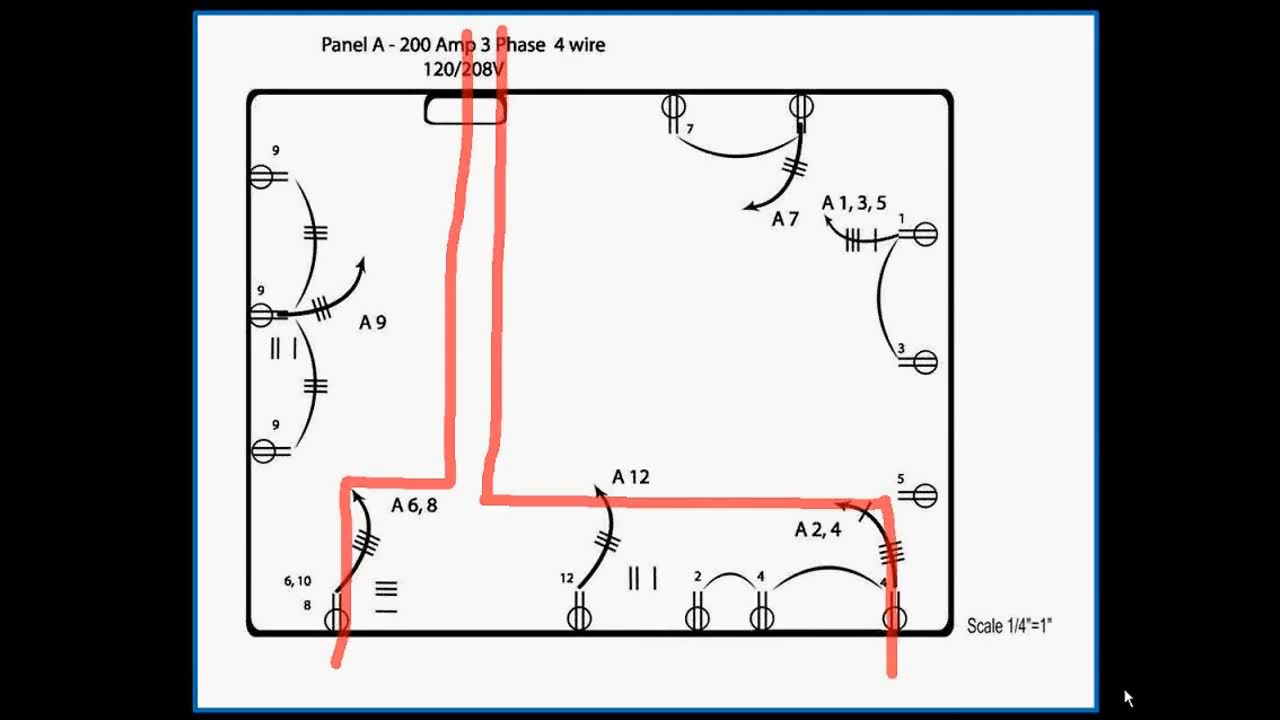 Panel A - 200 Amp 3 Phase 4 wire
120/208V
7
A 7
9
A 1, 3, 5
1
9
A 9
3
9
A 12
5
A 6, 8
A 2, 4
6, 10
8
12
2
4
4
Scale 1/4"=1"